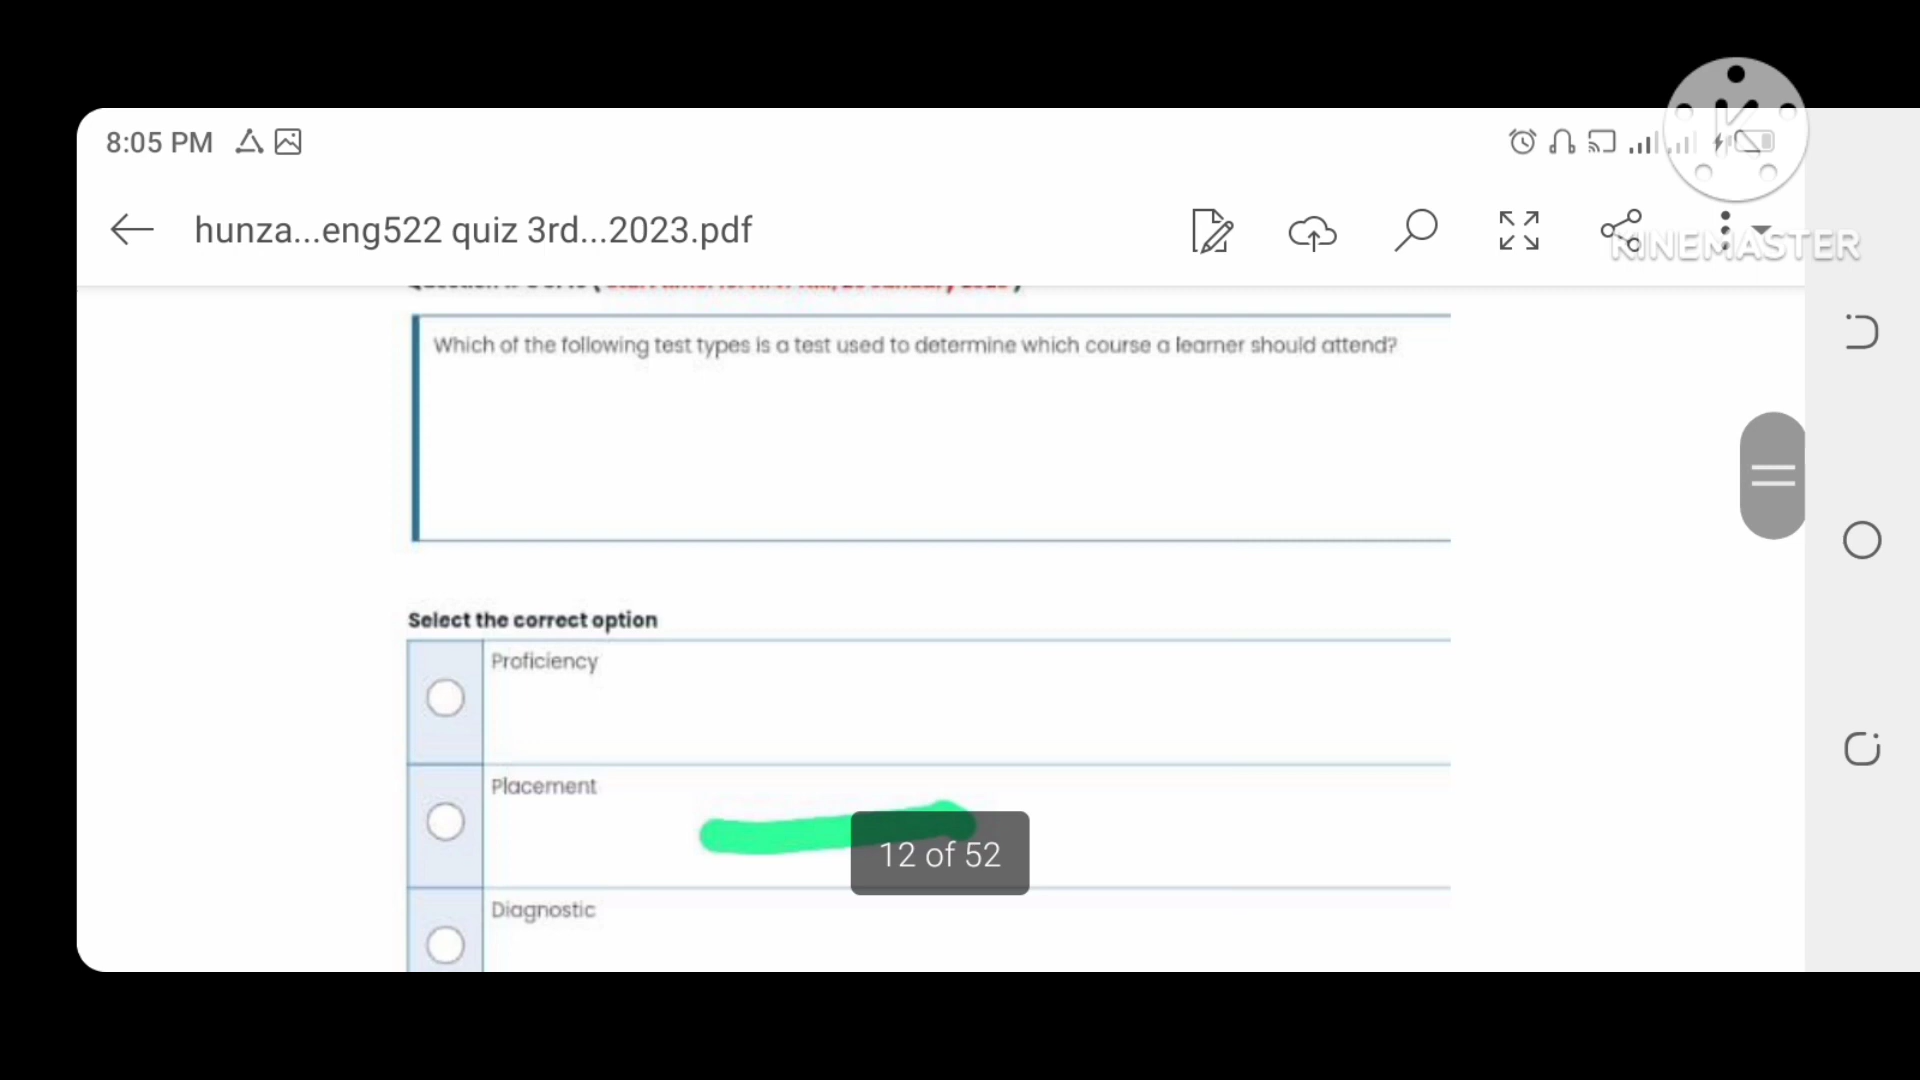 8:05 PM
hunza...eng522 quiz 3rd...2023.pdf
KINEMASTER
Which of the following test types is a test used to determine which course a learner should attend?
Select the correct option
Proficiency
Placement
12 of 52
Diagnostic